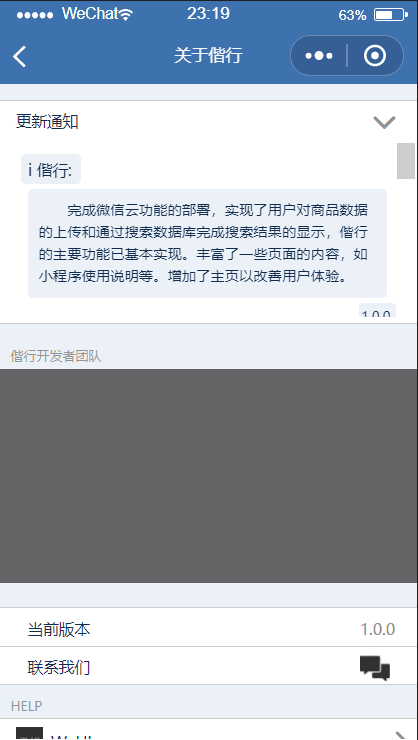 WeChat 23:19 63%
关于偕行
更新通知
i 偕行:
完成微信云功能的部署，实现了用户对商品数据
的上传和通过搜索数据库完成搜索结果的显示，偕行
的主要功能已基本实现。丰富了一些页面的内容，如
小程序使用说明等。增加了主页以改善用户体验。
1.0.0
偕行开发者团队
当前版本 1.0.0
联系我们
HELP